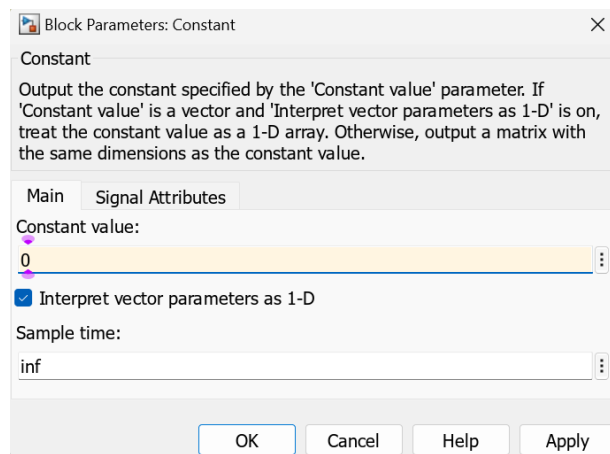 Block Parameters: Constant
Constant
Output the constant specified by the 'Constant value' parameter. If
'Constant value' is a vector and 'Interpret vector parameters as 1-D' is on,
treat the constant value as a 1-D array. Otherwise, output a matrix with
the same dimensions as the constant value.
Main Signal Attributes
Constant value:
0
Interpret vector parameters as 1-D
Sample time:
inf
OK Cancel Help Apply